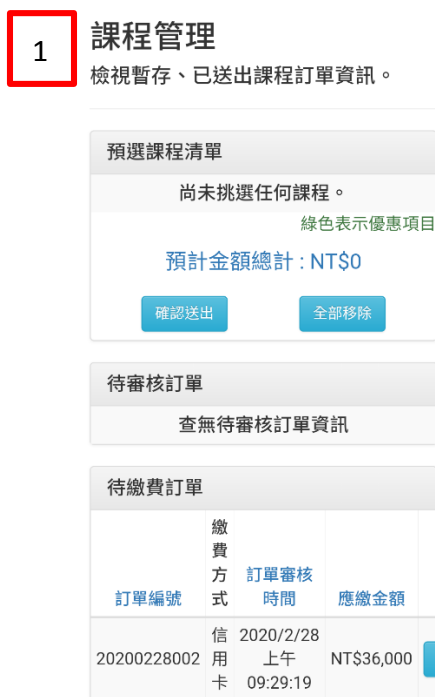 1
課程管理
檢視暫存、已送出課程訂單資訊。
預選課程清單
尚未挑選任何課程。
綠色表示優惠項目
預計金額總計 : NT$0
確認送出
全部移除
待審核訂單
查無待審核訂單資訊
待繳費訂單
訂單編號
繳
費
方
式
訂單審核
時間
應繳金額
20200228002
信
用
卡
2020/2/28
上午
09:29:19
NT$36,000